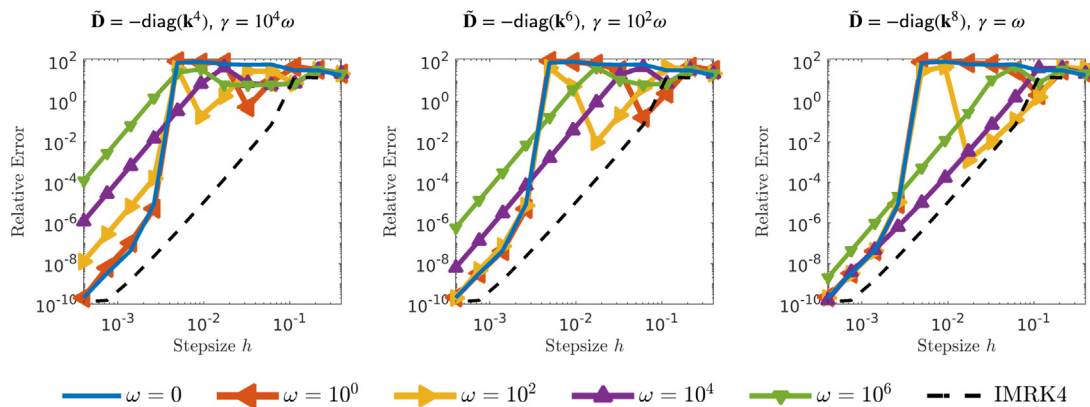 D̃ = −diag(k⁴), γ = 10⁴ω
D̃ = −diag(k⁶), γ = 10²ω
D̃ = −diag(k⁸), γ = ω
Relative Error
10²
10⁰
10⁻²
10⁻⁴
10⁻⁶
10⁻⁸
10⁻¹⁰
10⁻³
10⁻²
10⁻¹
Stepsize h
Relative Error
10²
10⁰
10⁻²
10⁻⁴
10⁻⁶
10⁻⁸
10⁻¹⁰
10⁻³
10⁻²
10⁻¹
Stepsize h
Relative Error
10²
10⁰
10⁻²
10⁻⁴
10⁻⁶
10⁻⁸
10⁻¹⁰
10⁻³
10⁻²
10⁻¹
Stepsize h
ω = 0
ω = 10⁰
ω = 10²
ω = 10⁴
ω = 10⁶
IMRK4